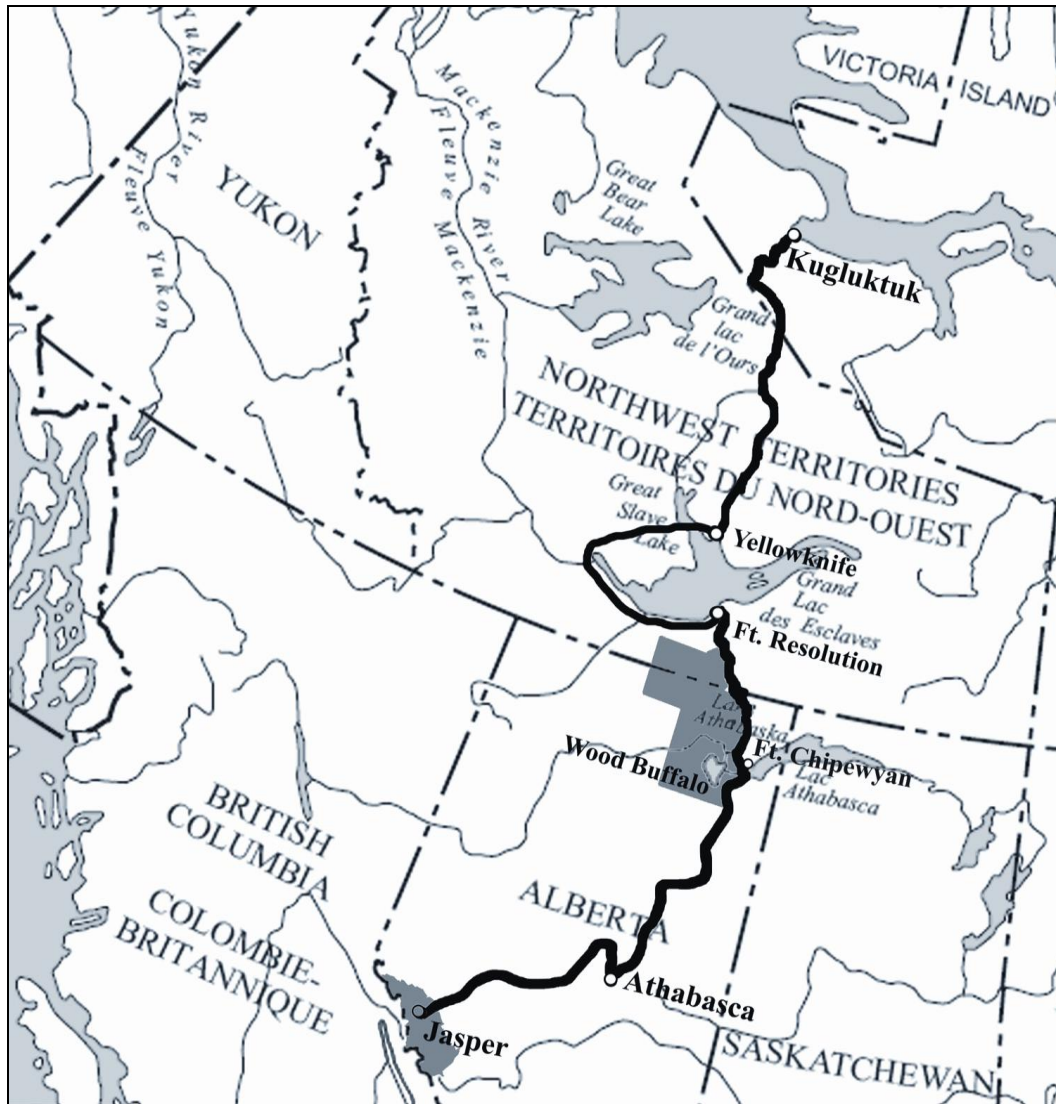 Yukon River
Fleuve Yukon
YUKON
Mackenzie River
Fleuve Mackenzie
VICTORIA ISLAND
Great
Bear
Lake
Kugluktuk
Grand
lac
de l'Ours
NORTHWEST TERRITORIES
TERRITOIRES DU NORD-OUEST
Great
Slave
Lake
Yellowknife
Grand
Lac
des Esclaves
Ft. Resolution
Lake
Athabaska
Ft. Chipewyan
Wood Buffalo
Lac
Athabasca
BRITISH
COLUMBIA
COLOMBIE-
BRITANNIQUE
ALBERTA
Athabasca
Jasper
SASKATCHEWAN